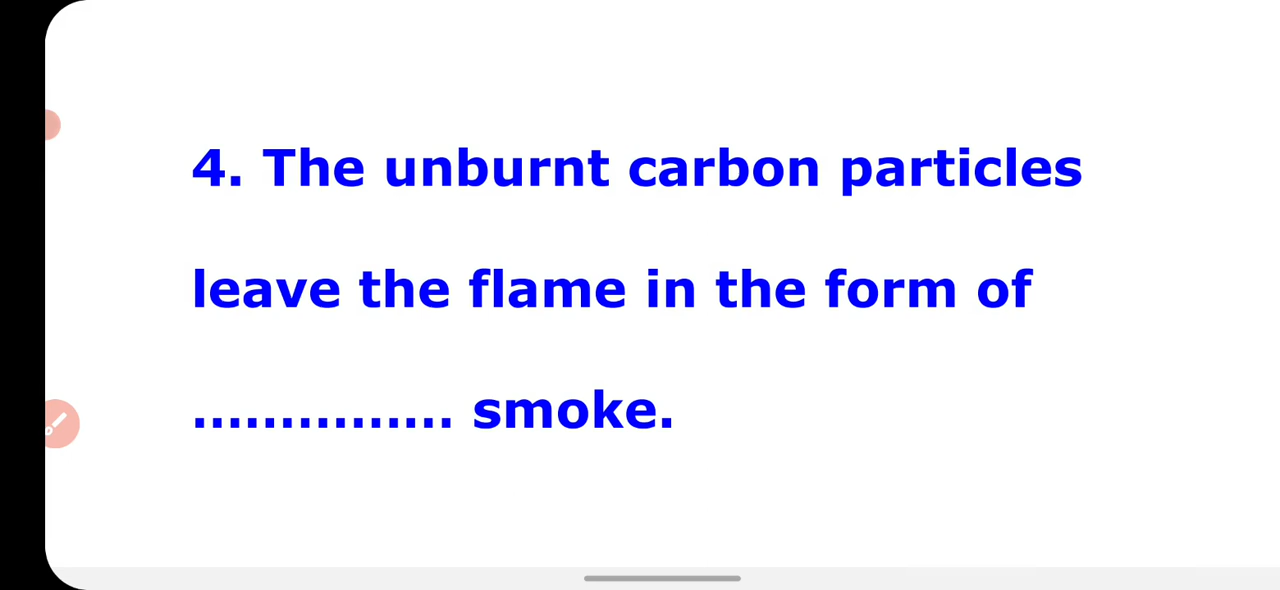 4. The unburnt carbon particles
leave the flame in the form of
............... smoke.